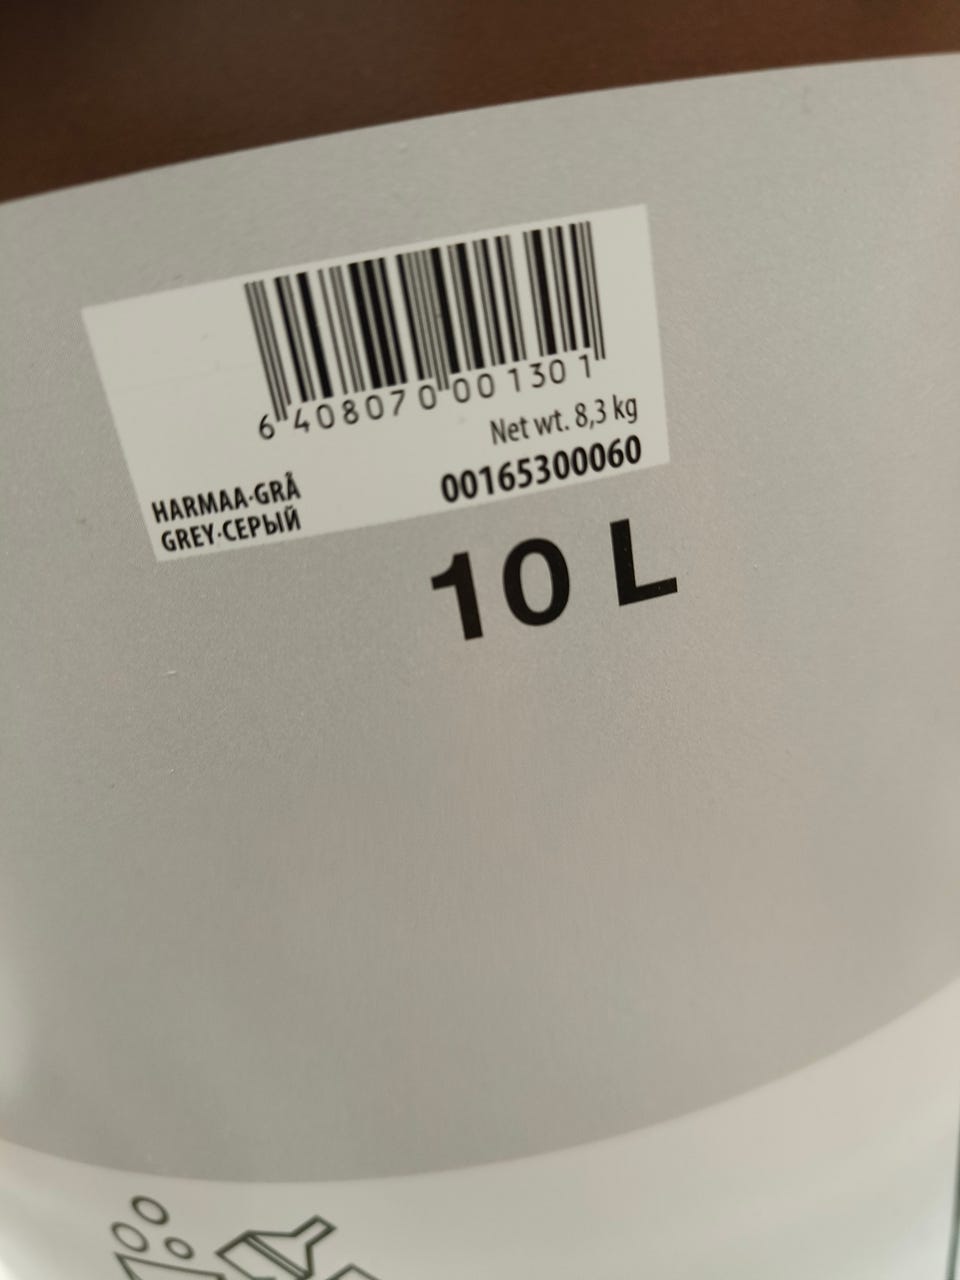 6 408070 001301
Net wt. 8,3 kg
00165300060
HARMAA·GRÅ
GREY·СЕРЫЙ
10 L